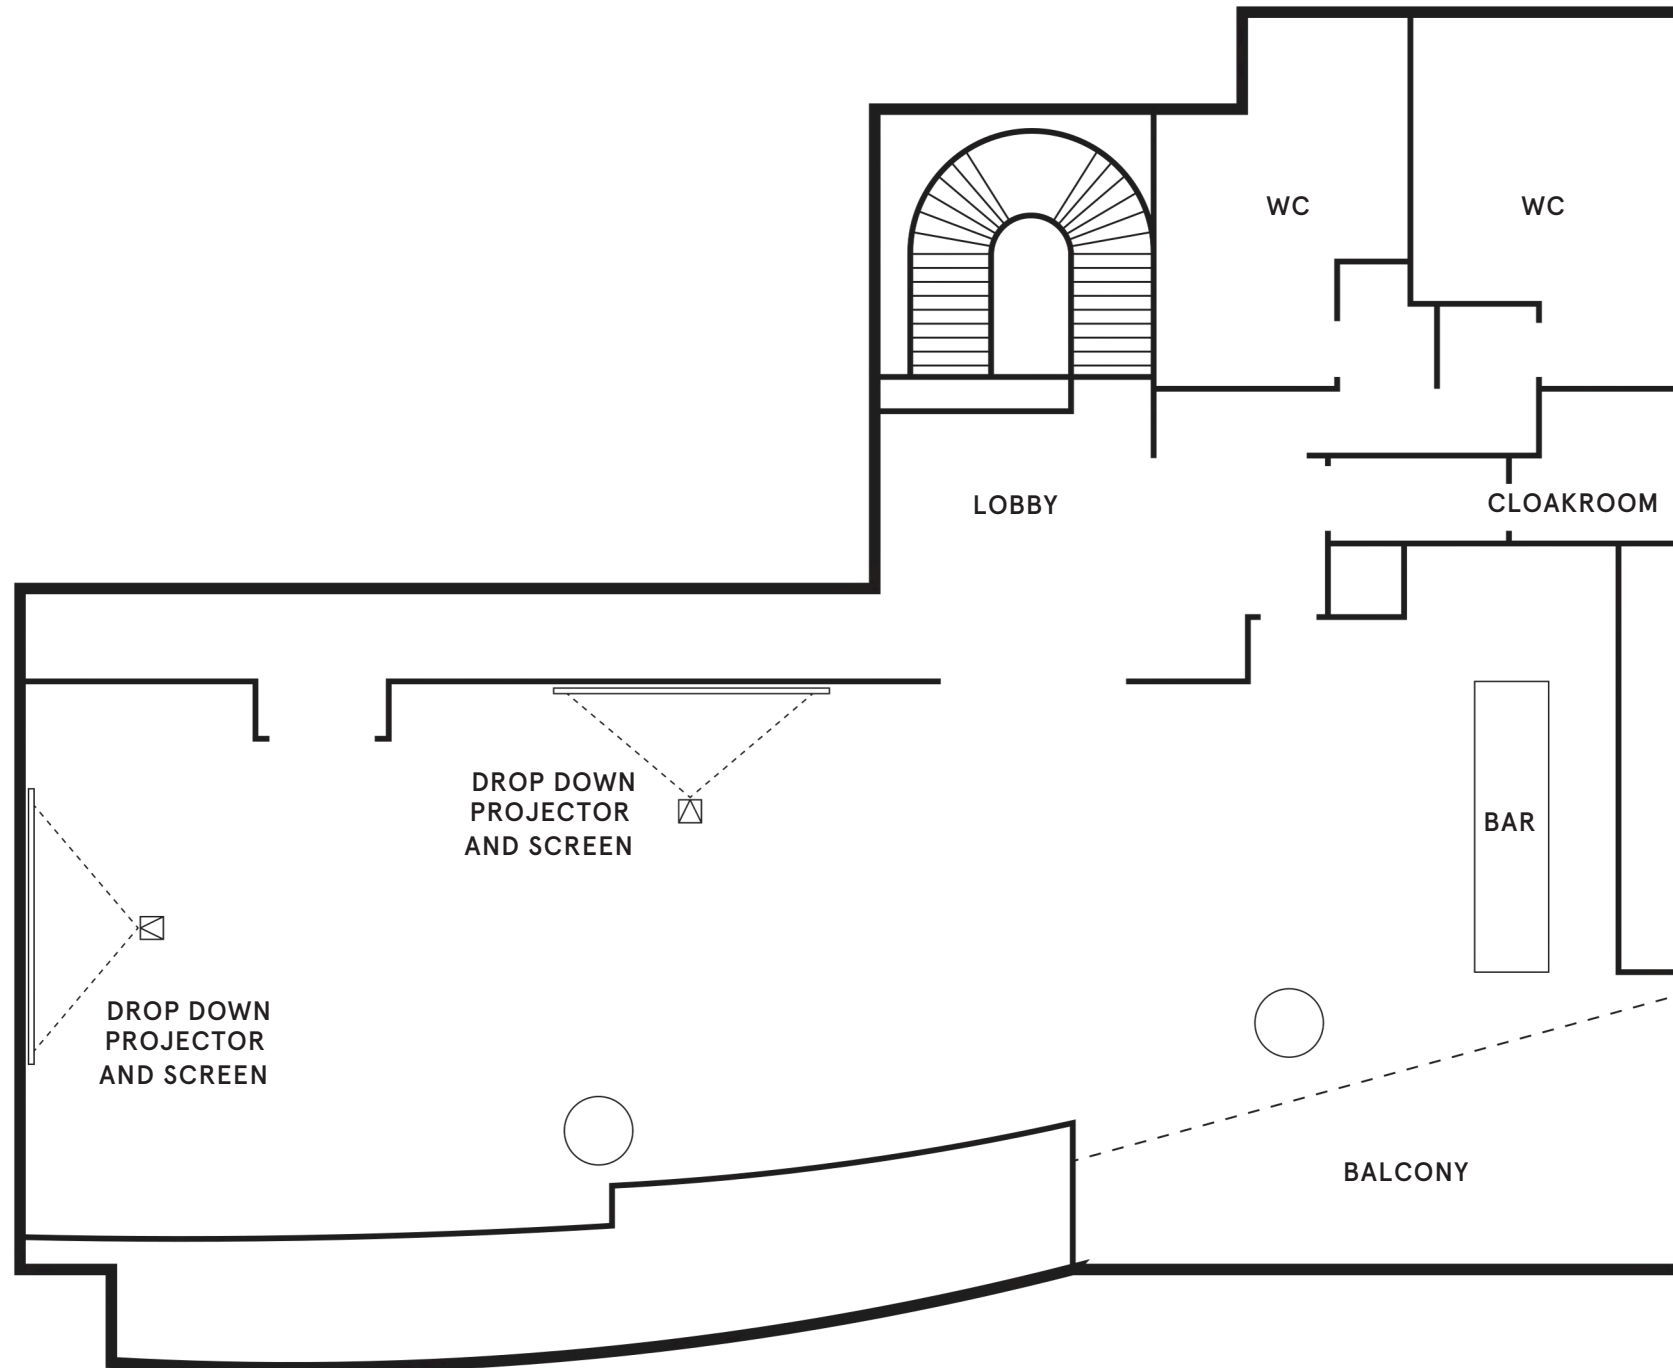 WC
WC
LOBBY
CLOAKROOM
DROP DOWN
PROJECTOR
AND SCREEN
BAR
DROP DOWN
PROJECTOR
AND SCREEN
BALCONY